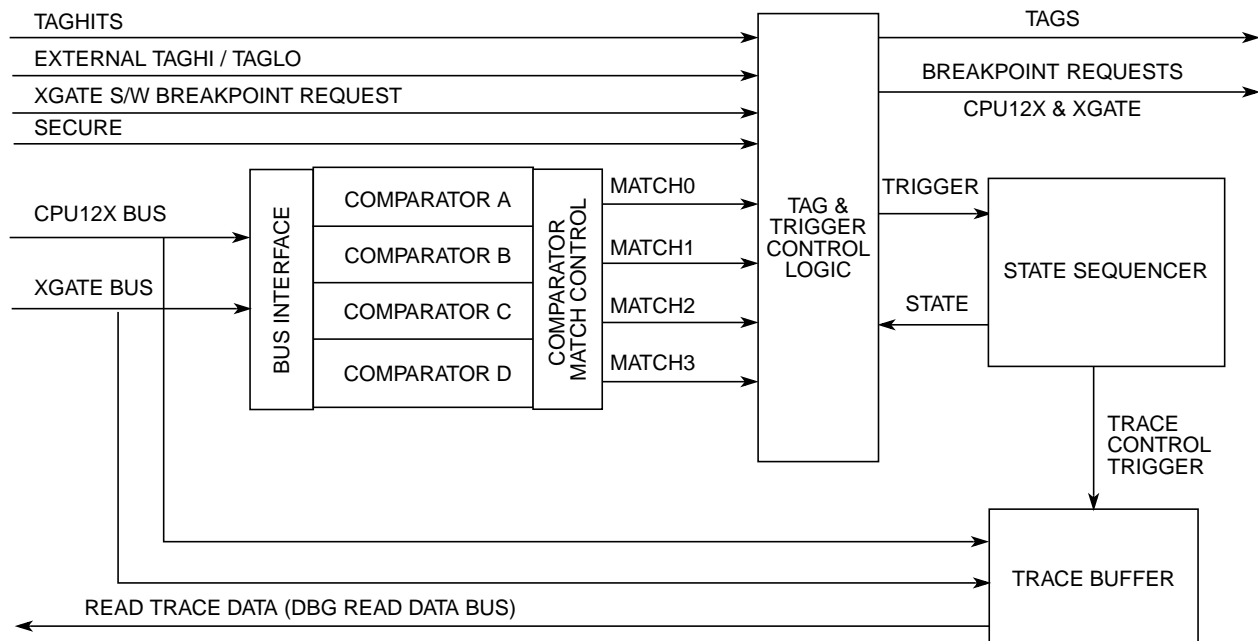 TAGHITS
TAGS
EXTERNAL TAGHI / TAGLO
BREAKPOINT REQUESTS
XGATE S/W BREAKPOINT REQUEST
CPU12X & XGATE
SECURE
CPU12X BUS
XGATE BUS
BUS INTERFACE
COMPARATOR A
COMPARATOR B
COMPARATOR C
COMPARATOR D
COMPARATOR
MATCH CONTROL
MATCH0
MATCH1
MATCH2
MATCH3
TAG &
TRIGGER
CONTROL
LOGIC
TRIGGER
STATE
STATE SEQUENCER
TRACE
CONTROL
TRIGGER
TRACE BUFFER
READ TRACE DATA (DBG READ DATA BUS)